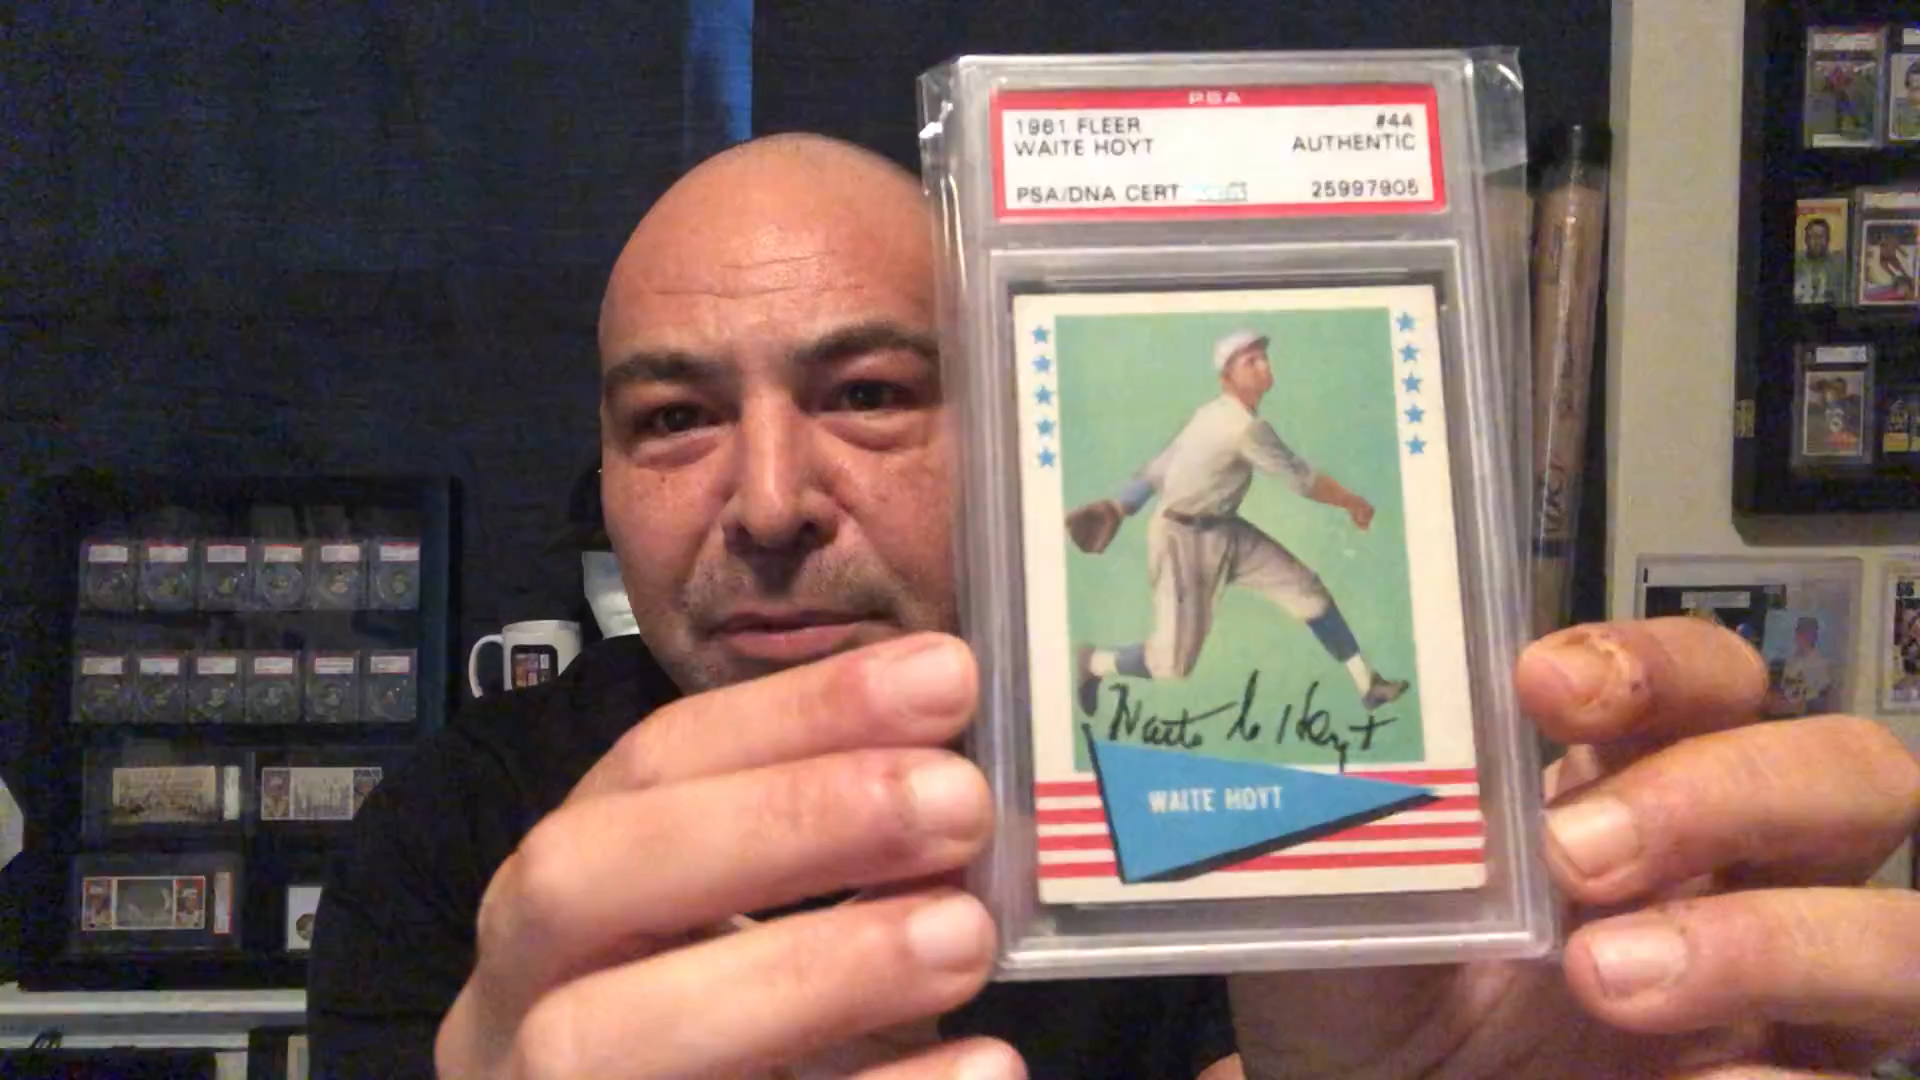 PSA
1961 FLEER #44
WAITE HOYT AUTHENTIC
PSA/DNA CERT 25997905
Waite Hoyt
WAITE HOYT